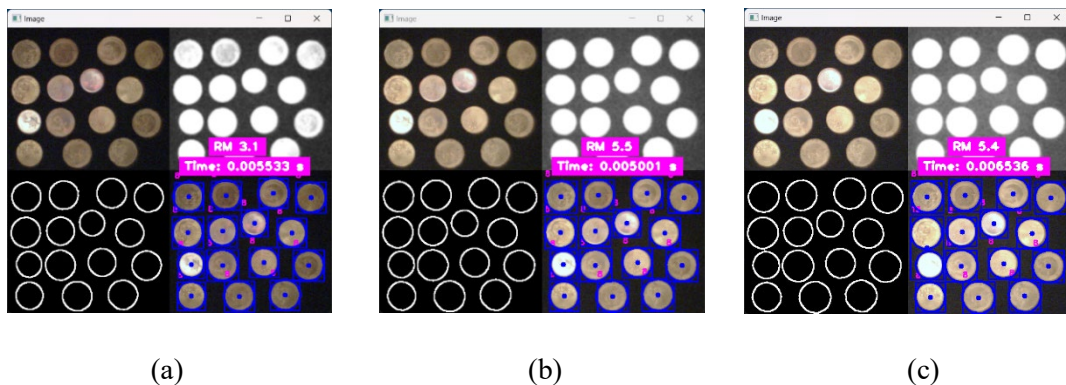 Image
RM 3.1
Time: 0.005533 s
Image
RM 5.5
Time: 0.005001 s
Image
RM 5.4
Time: 0.006536 s
(a) (b) (c)